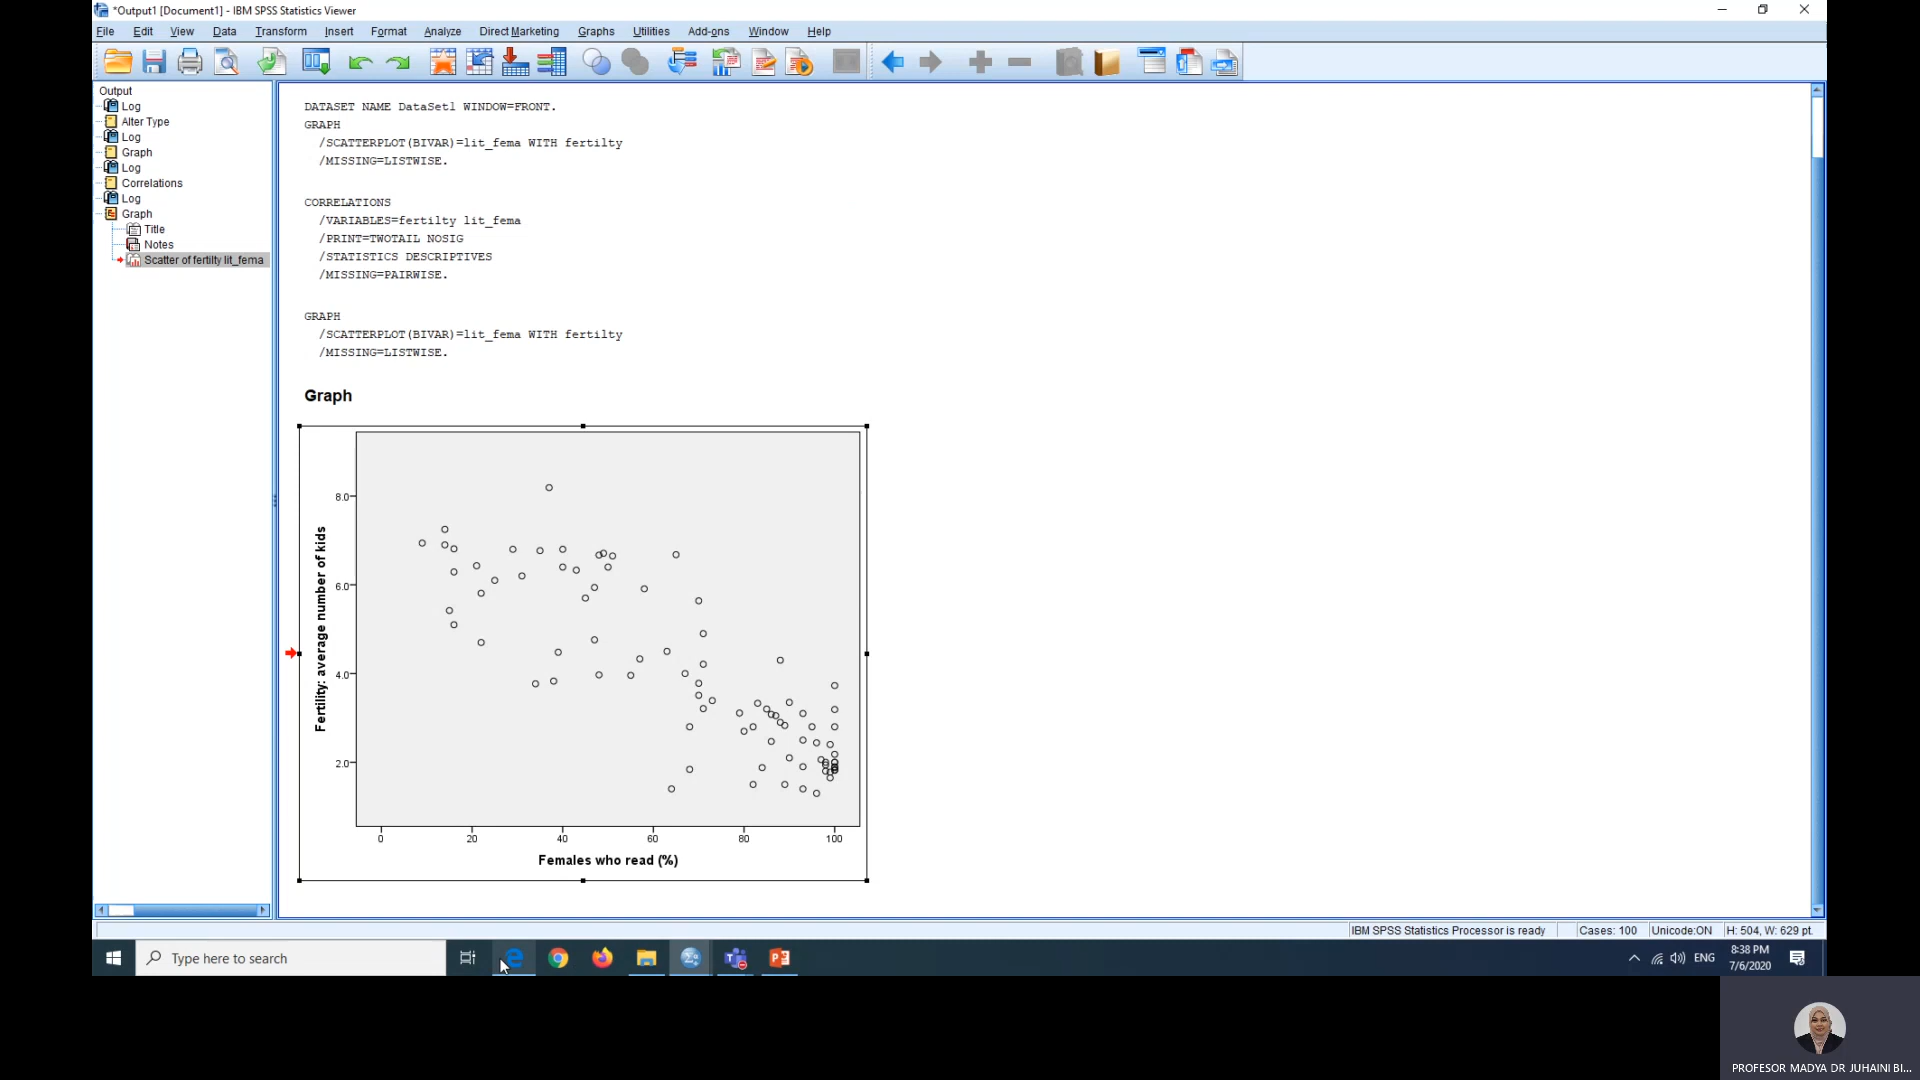 *Output1 [Document1] - IBM SPSS Statistics Viewer
File Edit View Data Transform Insert Format Analyze Direct Marketing Graphs Utilities Add-ons Window Help
Output
Log
Alter Type
Log
Graph
Log
Correlations
Log
Graph
Title
Notes
Scatter of fertilty lit_fema
DATASET NAME DataSet1 WINDOW=FRONT.
GRAPH
/SCATTERPLOT(BIVAR)=lit_fema WITH fertilty
/MISSING=LISTWISE.
CORRELATIONS
/VARIABLES=fertilty lit_fema
/PRINT=TWOTAIL NOSIG
/STATISTICS DESCRIPTIVES
/MISSING=PAIRWISE.
GRAPH
/SCATTERPLOT(BIVAR)=lit_fema WITH fertilty
/MISSING=LISTWISE.
Graph
Fertility: average number of kids
8.0
6.0
4.0
2.0
0 20 40 60 80 100
Females who read (%)
IBM SPSS Statistics Processor is ready Cases: 100 Unicode:ON H: 504, W: 629 pt.
Type here to search
ENG
8:38 PM
7/6/2020
PROFESOR MADYA DR JUHAINI BI...